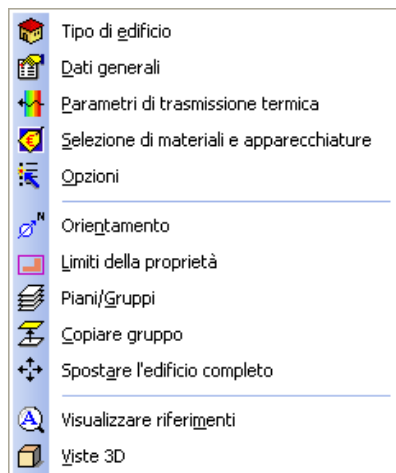 Tipo di edificio
Dati generali
Parametri di trasmissione termica
Selezione di materiali e apparecchiature
Opzioni
N
Orientamento
Limiti della proprietà
Piani/Gruppi
Copiare gruppo
Spostare l'edificio completo
A
Visualizzare riferimenti
Viste 3D